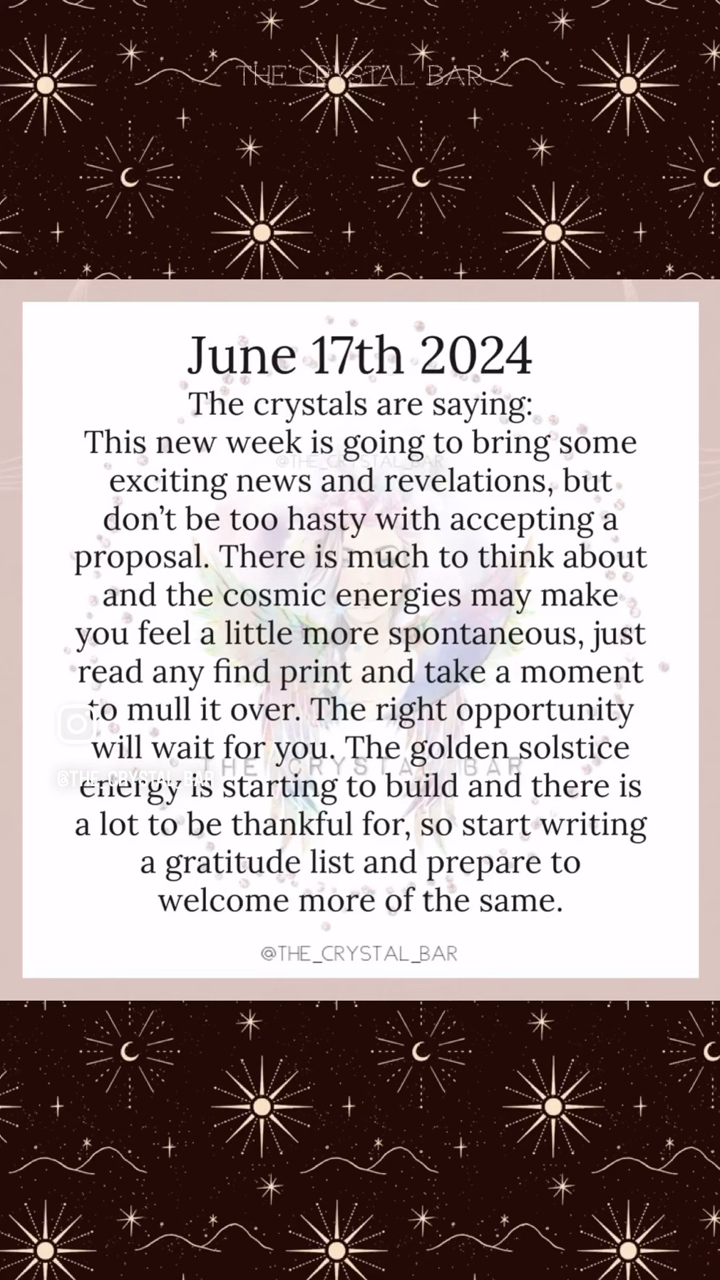 THE CRYSTAL BAR
June 17th 2024
The crystals are saying:
This new week is going to bring some
@THE_CRYSTAL_BAR
exciting news and revelations, but
don't be too hasty with accepting a
proposal. There is much to think about
and the cosmic energies may make
you feel a little more spontaneous, just
read any find print and take a moment
to mull it over. The right opportunity
will wait for you. The golden solstice
THE CRYSTAL BAR
@THE_CRYSTAL_BAR
energy is starting to build and there is
a lot to be thankful for, so start writing
a gratitude list and prepare to
welcome more of the same.
@THE_CRYSTAL_BAR